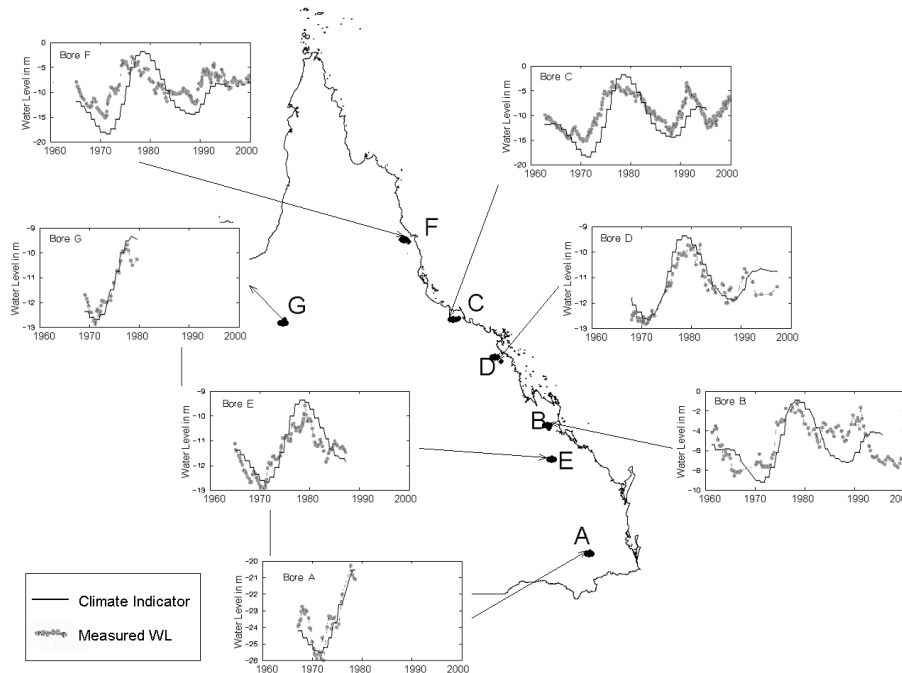 Bore F
Water Level in m
0
-5
-10
-15
-20
1960 1970 1980 1990 2000
Bore C
Water Level in m
0
-5
-10
-15
-20
1960 1970 1980 1990 2000
F
Bore G
Water Level in m
-9
-10
-11
-12
-13
1960 1970 1980 1990 2000
Bore D
Water Level in m
-9
-10
-11
-12
-13
1960 1970 1980 1990 2000
G
C
D
Bore E
Water Level in m
-9
-10
-11
-12
-13
1960 1970 1980 1990 2000
Bore B
Water Level in m
0
-2
-4
-6
-8
-10
1960 1970 1980 1990 2000
B
E
A
Bore A
Water Level in m
-20
-21
-22
-23
-24
-25
-26
1960 1970 1980 1990 2000
Climate Indicator
Measured WL